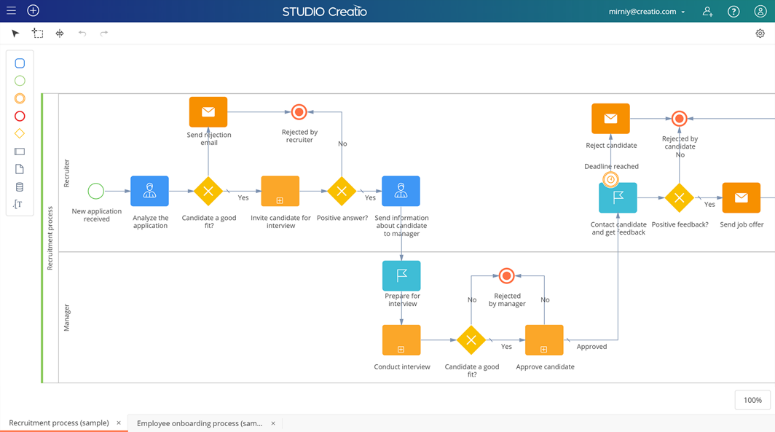 STUDIO Creatio
mirniy@creatio.com
Send rejection
email
Rejected by
recruiter
No
New application
received
Analyze the
application
Candidate a good
fit?
Yes
Invite candidate for
interview
Positive answer?
Yes
Send information
about candidate
to manager
Reject candidate
Rejected by
candidate
No
Deadline reached
Contact candidate
and get feedback
Positive feedback?
Yes
Send job offer
Recruiter
Recruitment process
Manager
Prepare for
interview
No
Rejected
by manager
No
Conduct interview
Candidate a good
fit?
Yes
Approve candidate
Approved
100%
Recruitment process (sample)
Employee onboarding process (sam...